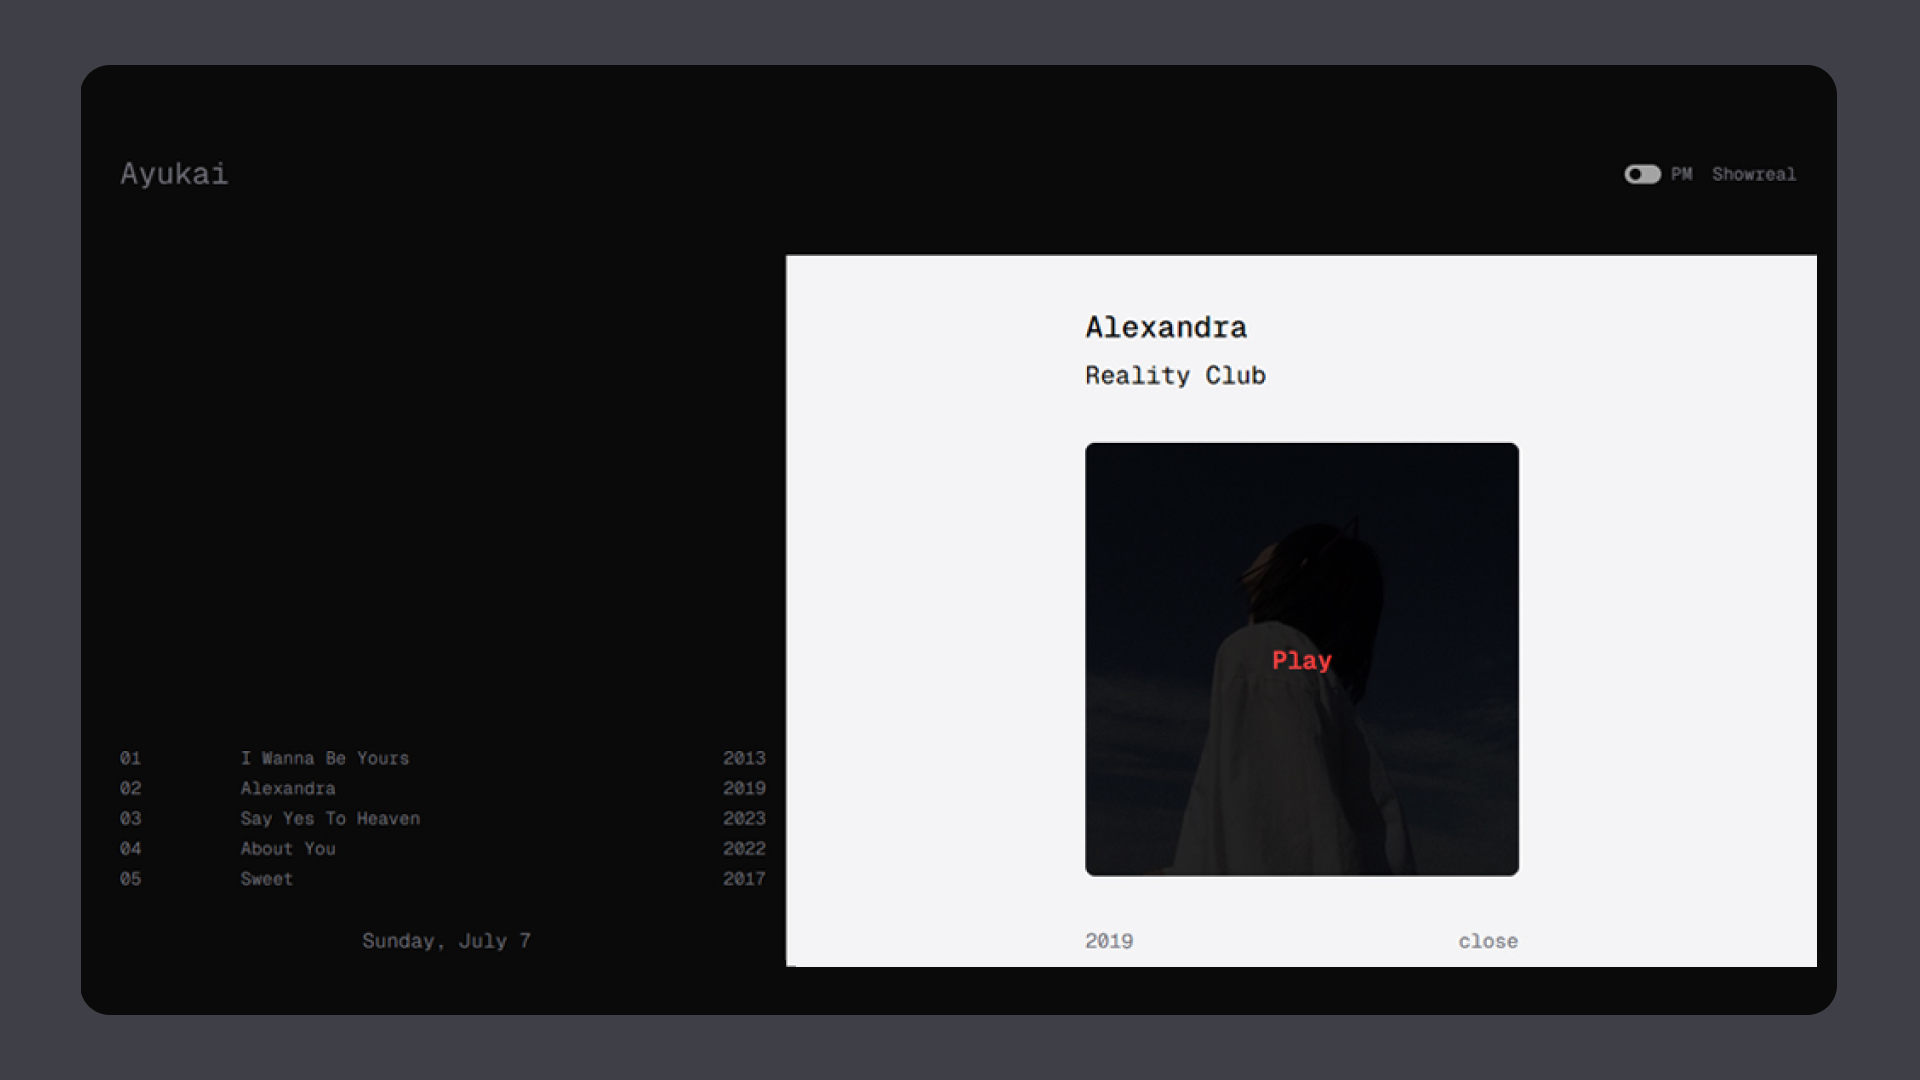 Ayukai
PM Showreal
Alexandra
Reality Club
Play
01 I Wanna Be Yours 2013
02 Alexandra 2019
03 Say Yes To Heaven 2023
04 About You 2022
05 Sweet 2017
Sunday, July 7
2019 close